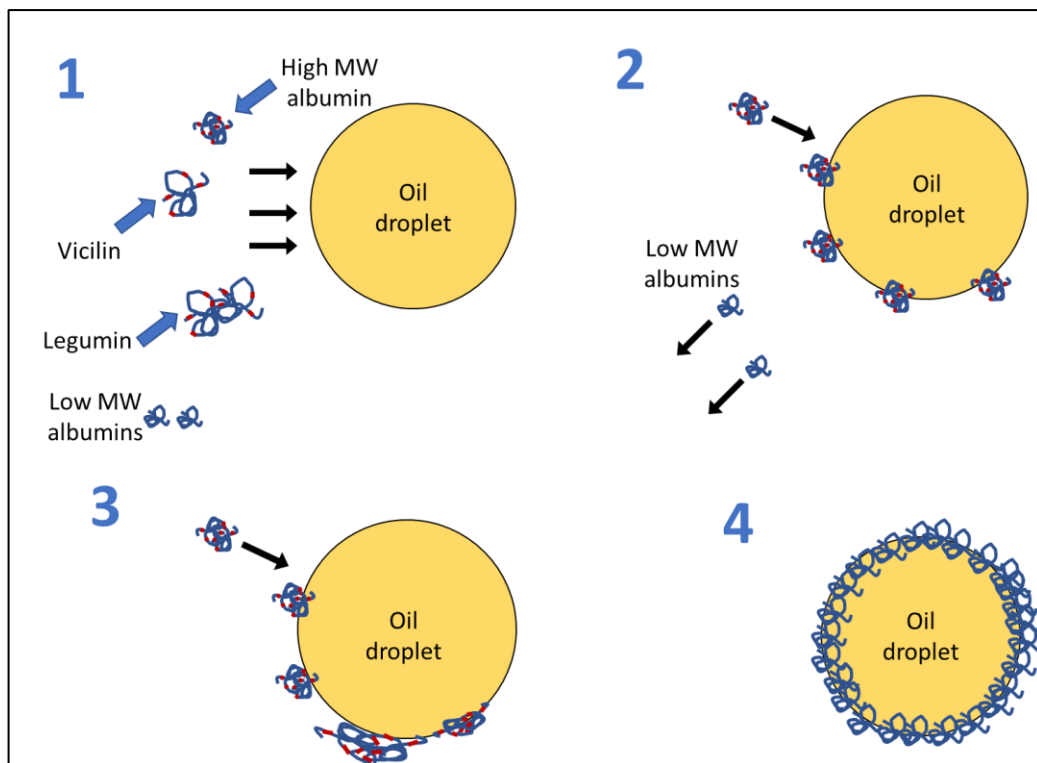 1
High MW
albumin
Oil
droplet
Vicilin
Legumin
Low MW
albumins
2
Oil
droplet
Low MW
albumins
3
Oil
droplet
4
Oil
droplet